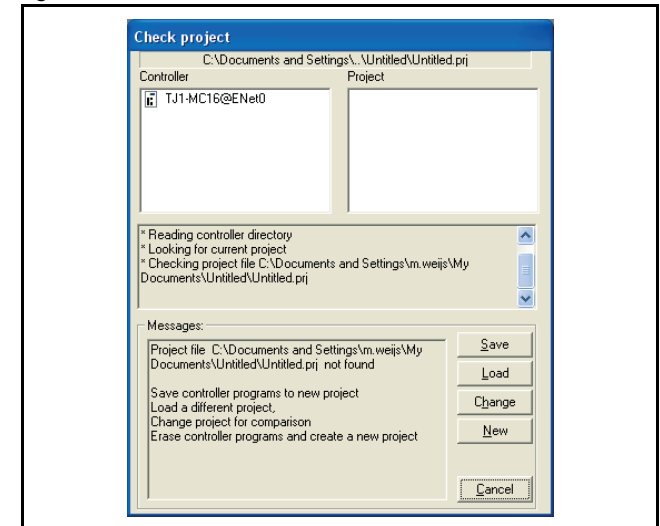 Check project
C:\Documents and Settings\..\Untitled\Untitled.prj
Controller Project
TJ1-MC16@ENet0
* Reading controller directory
* Looking for current project
* Checking project file C:\Documents and Settings\m.weijs\My
Documents\Untitled\Untitled.prj
Messages:
Project file C:\Documents and Settings\m.weijs\My
Documents\Untitled\Untitled.prj not found
Save controller programs to new project
Load a different project,
Change project for comparison
Erase controller programs and create a new project
Save
Load
Change
New
Cancel